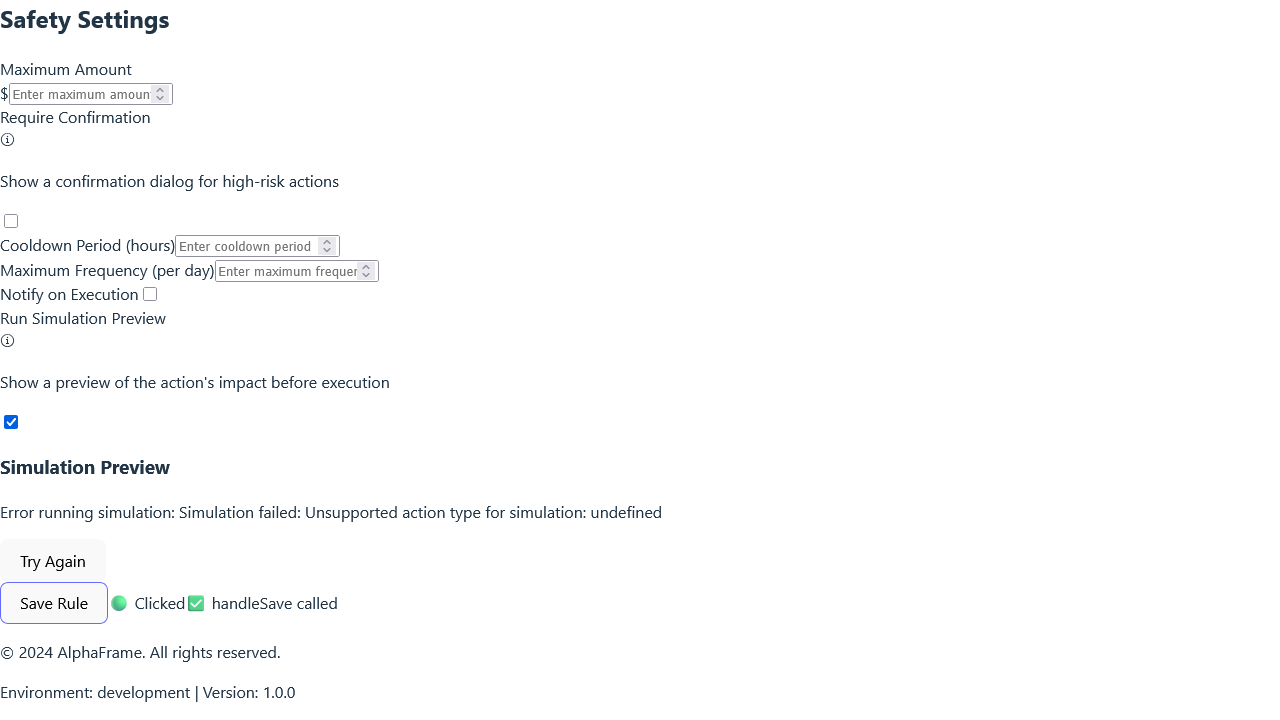 Safety Settings
Maximum Amount
$ Enter maximum amoun
Require Confirmation
Show a confirmation dialog for high-risk actions
Cooldown Period (hours) Enter cooldown period
Maximum Frequency (per day) Enter maximum frequen
Notify on Execution
Run Simulation Preview
Show a preview of the action's impact before execution
Simulation Preview
Error running simulation: Simulation failed: Unsupported action type for simulation: undefined
Try Again
Save Rule 🟢 Clicked ✅ handleSave called
© 2024 AlphaFrame. All rights reserved.
Environment: development | Version: 1.0.0